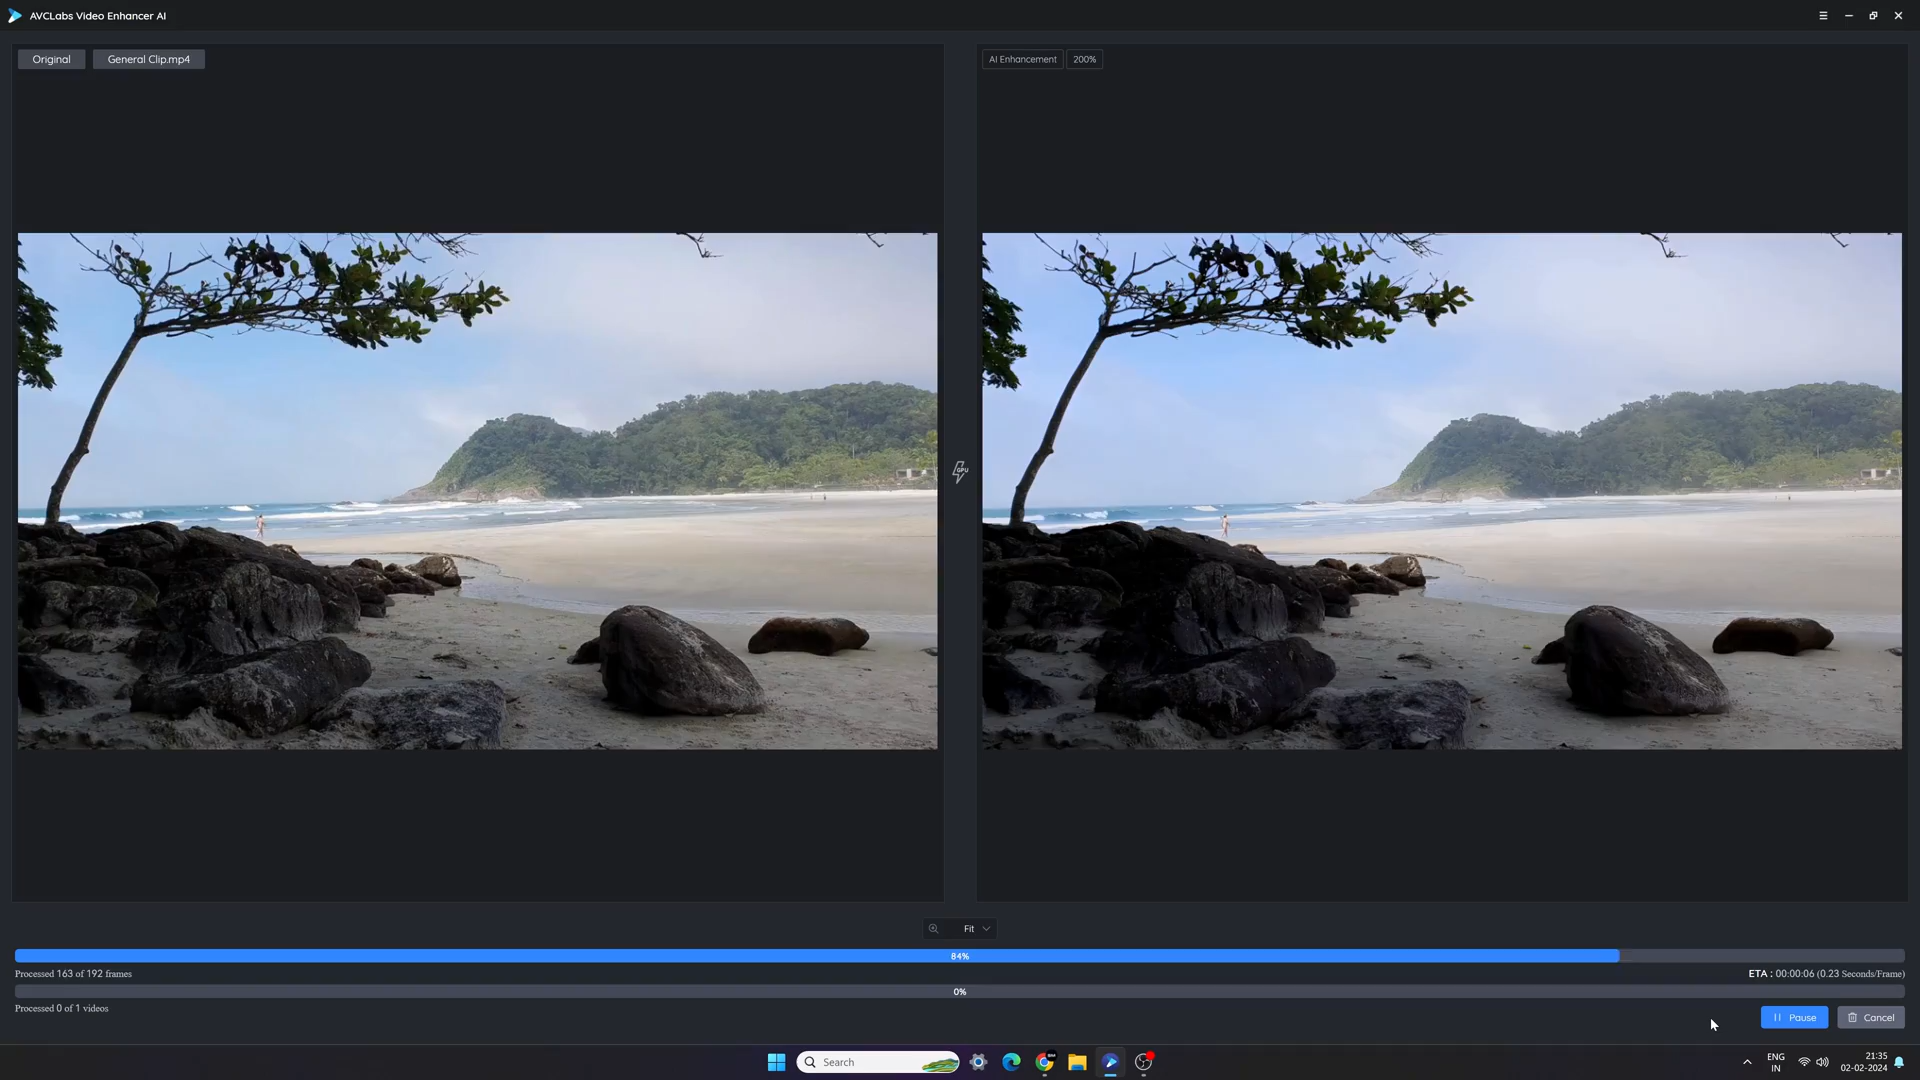 AVCLabs Video Enhancer AI
Original General Clip.mp4
AI Enhancement 200%
GPU
Fit
84%
Processed 163 of 192 frames
ETA : 00:00:06 (0.23 Seconds/Frame)
0%
Processed 0 of 1 videos
Pause Cancel
Search
ENG
IN
21:35
02-02-2024